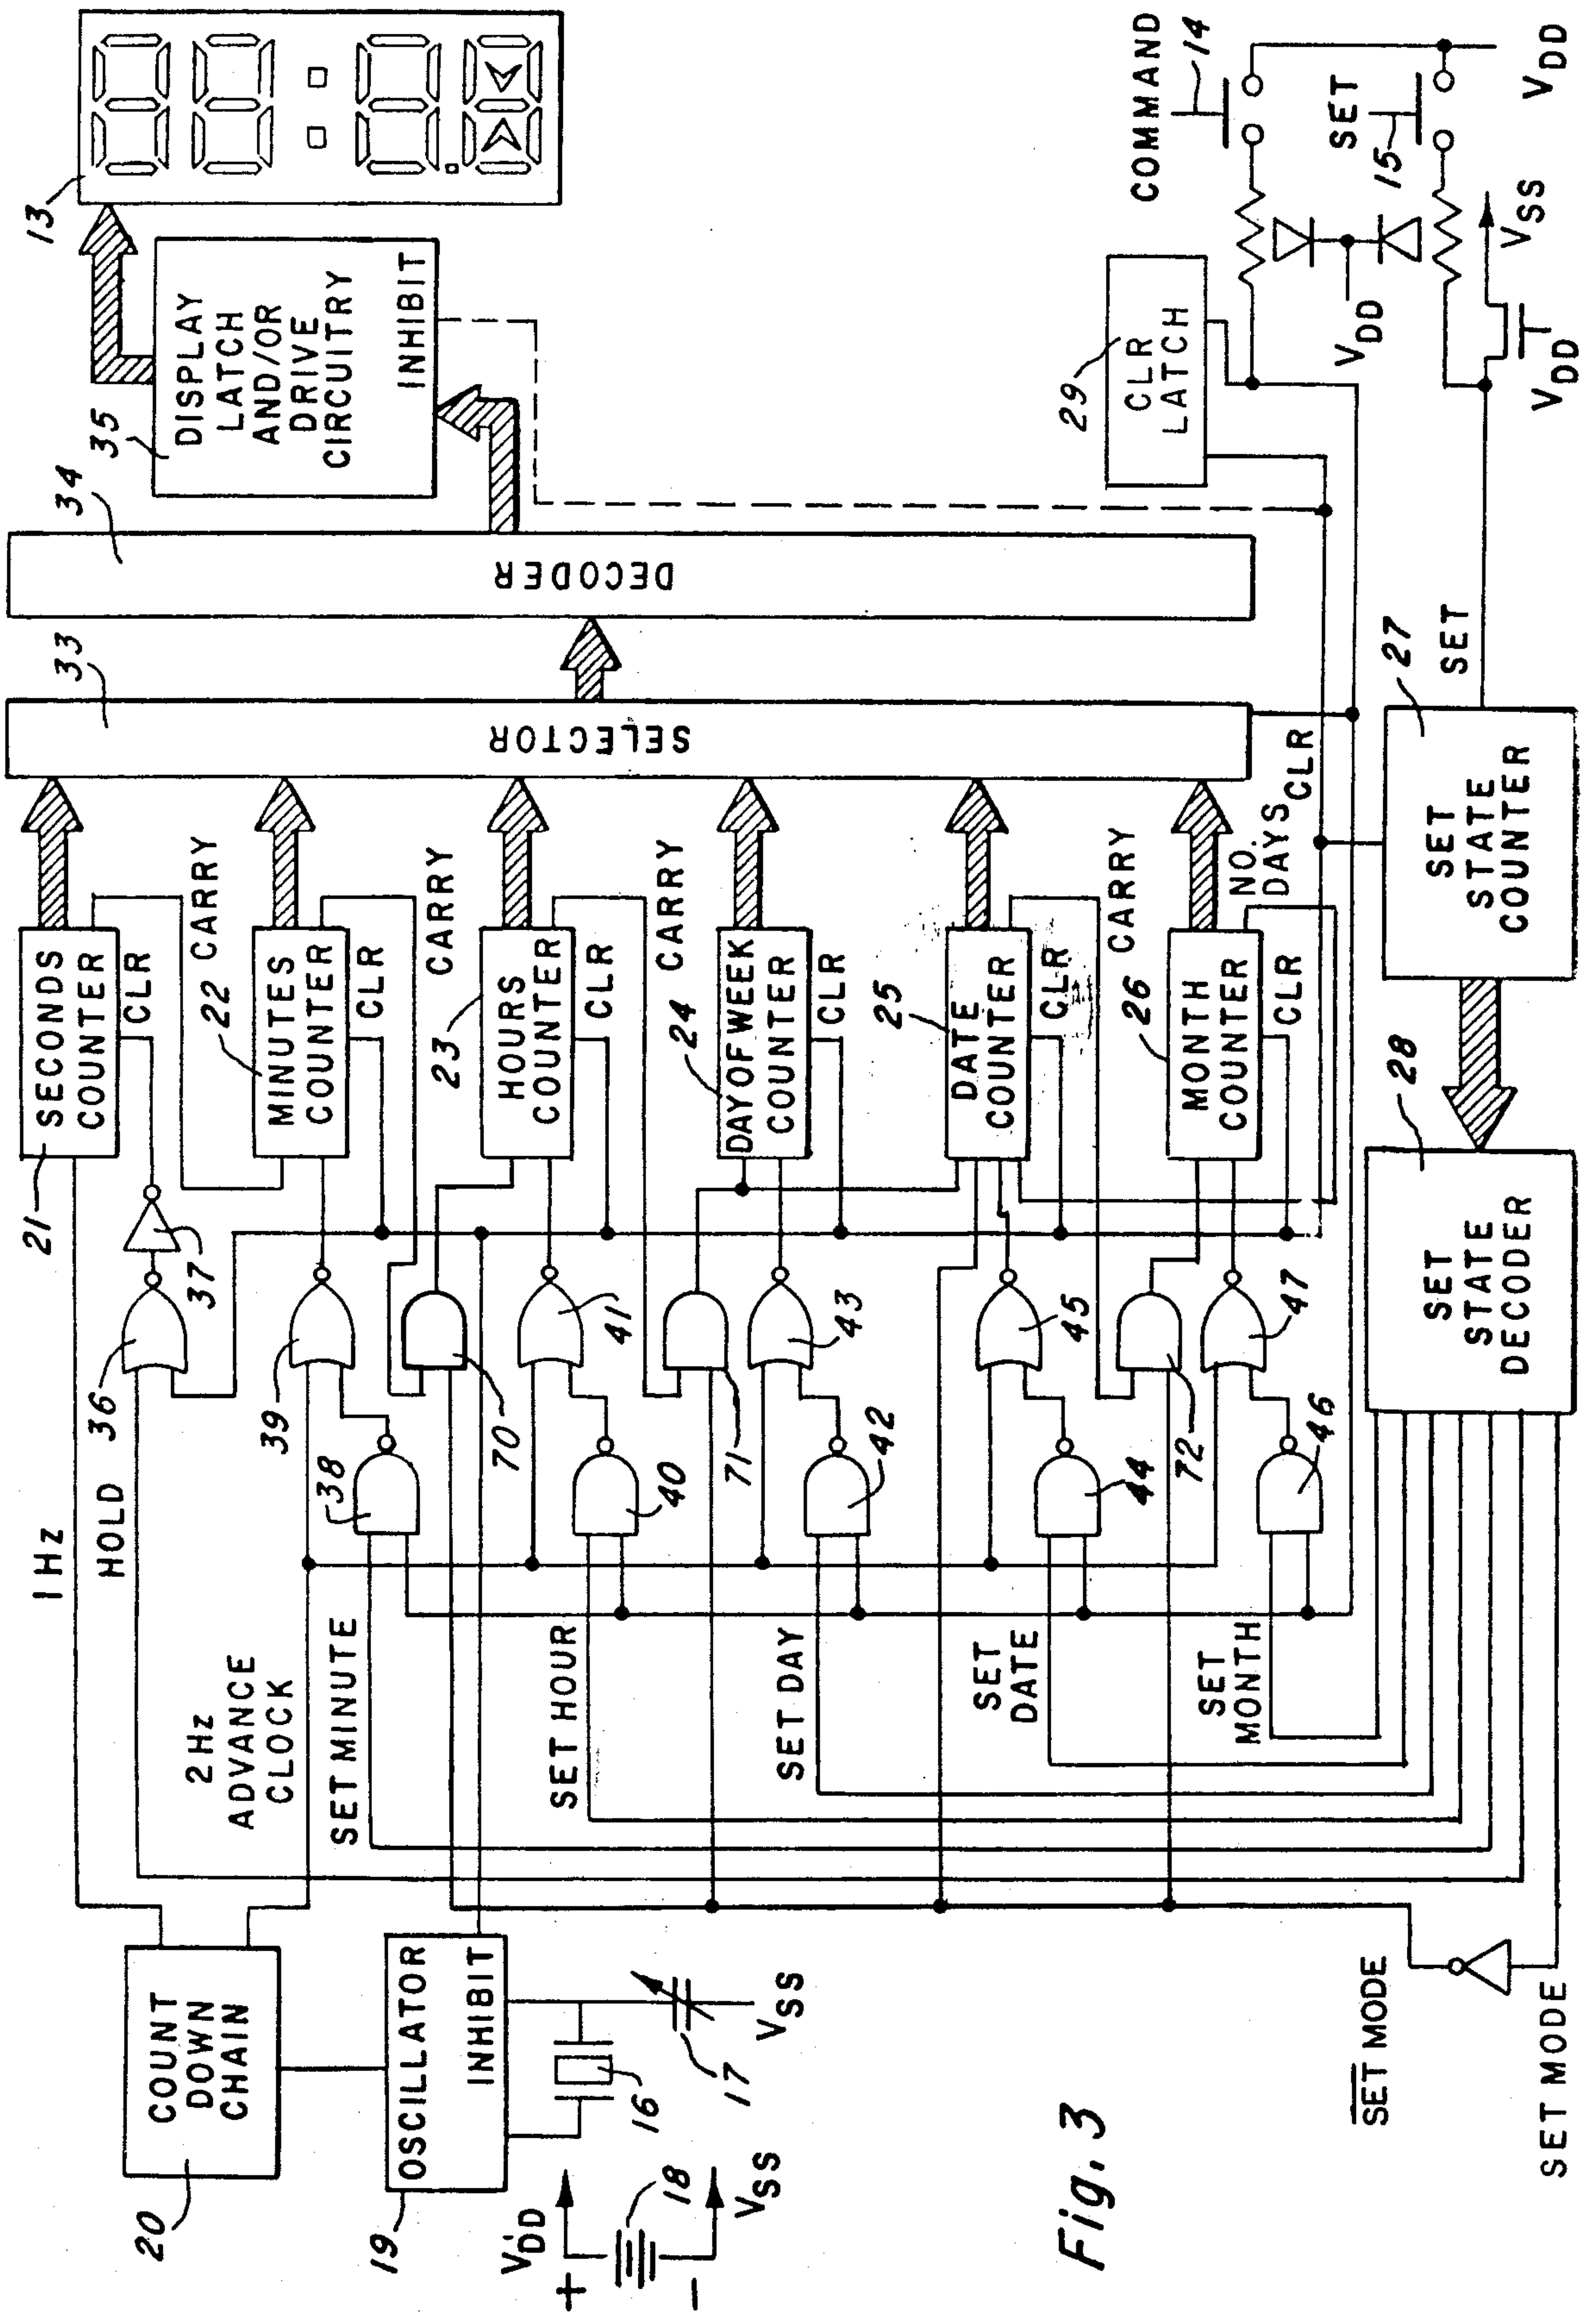 1 Hz
HOLD
2 Hz
ADVANCE
CLOCK
SET MINUTE
SET HOUR
SET DAY
SET
DATE
SET
MONTH
20
COUNT
DOWN
CHAIN
19
OSCILLATOR
INHIBIT
16
17
VSS
VDD
+
18
-
VSS
SET MODE
SET MODE
21
SECONDS
COUNTER
CLR
CARRY
22
MINUTES
COUNTER
CLR
CARRY
23
HOURS
COUNTER
CLR
CARRY
24
DAY OF WEEK
COUNTER
CLR
25
DATE
COUNTER
CLR
CARRY
26
MONTH
COUNTER
CLR
NO.
DAYS
CLR
36
37
39
38
70
41
40
71
43
42
45
44
72
47
46
33
SELECTOR
34
DECODER
35
DISPLAY
LATCH
AND/OR
DRIVE
CIRCUITRY
INHIBIT
13
29
CLR
LATCH
COMMAND
14
SET
15
VDD
VDD
VSS
VDD
SET
27
SET
STATE
COUNTER
28
SET
STATE
DECODER
Fig. 3